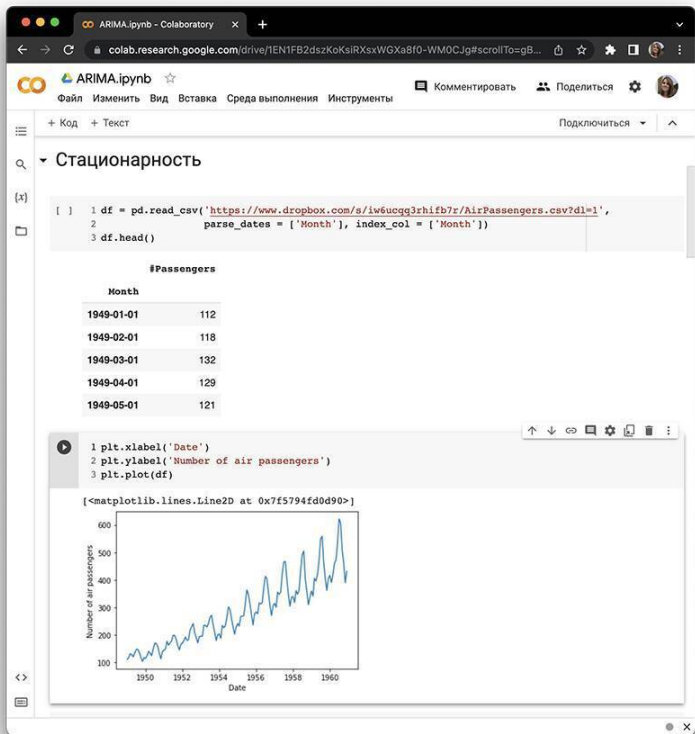 ARIMA.ipynb - Colaboratory
colab.research.google.com/drive/1EN1FB2dszKoKsiRXsxWGXa8f0-WM0CJg#scrollTo=gB...
ARIMA.ipynb
Файл Изменить Вид Вставка Среда выполнения Инструменты
Комментировать Поделиться
+ Код + Текст Подключиться
Стационарность
{x}
[ ] 1 df = pd.read_csv('https://www.dropbox.com/s/iw6ucqg3rhifb7r/AirPassengers.csv?dl=1',
2 parse_dates = ['Month'], index_col = ['Month'])
3 df.head()
#Passengers
Month
1949-01-01 112
1949-02-01 118
1949-03-01 132
1949-04-01 129
1949-05-01 121
1 plt.xlabel('Date')
2 plt.ylabel('Number of air passengers')
3 plt.plot(df)
[<matplotlib.lines.Line2D at 0x7f5794fd0d90>]
Number of air passengers
600
500
400
300
200
100
1950 1952 1954 1956 1958 1960
Date